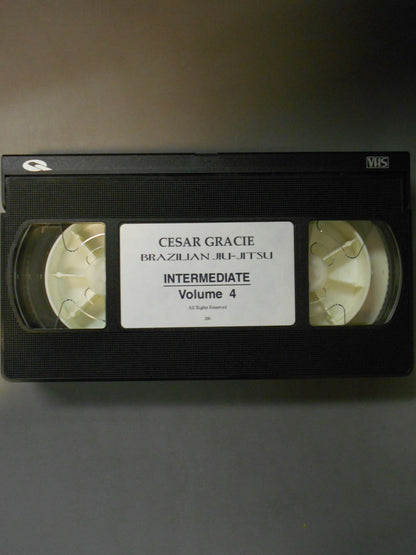 VHS
CESAR GRACIE
BRAZILIAN JIU-JITSU
INTERMEDIATE
Volume 4
All Rights Reserved